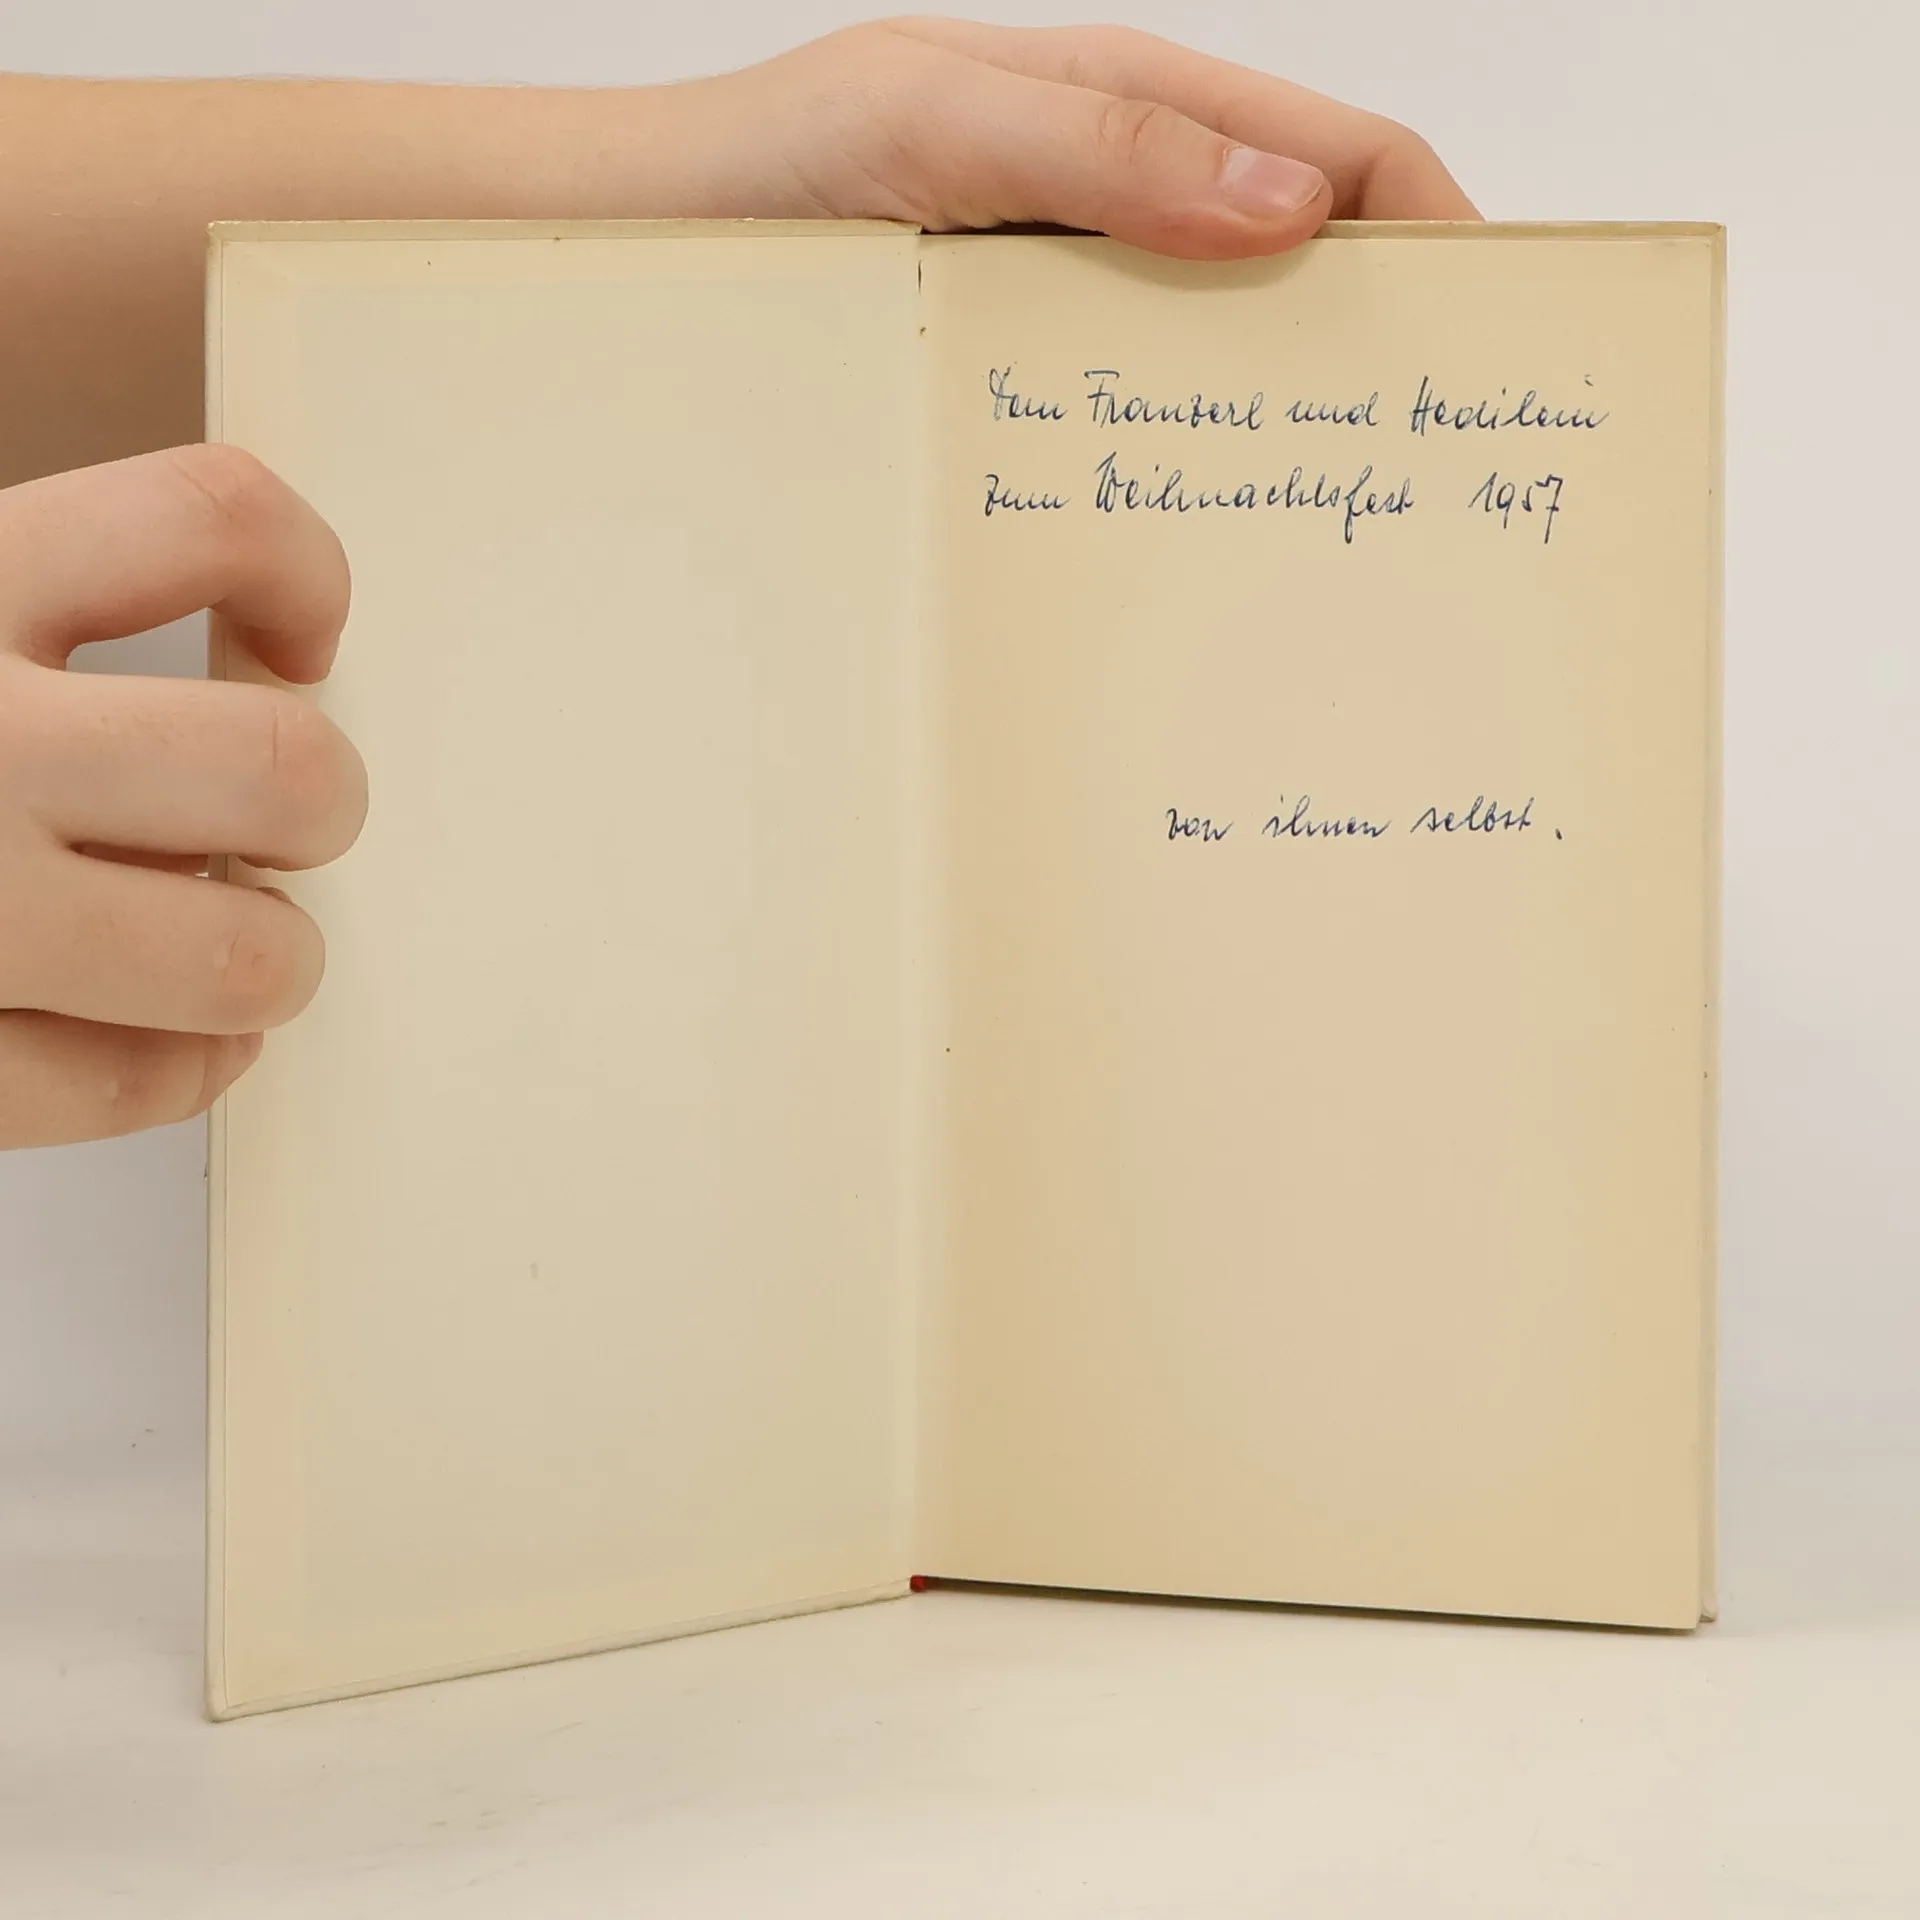 Dem Franzerl und Hedilein
zum Weihnachtsfest 1957
von ihnen selbst.